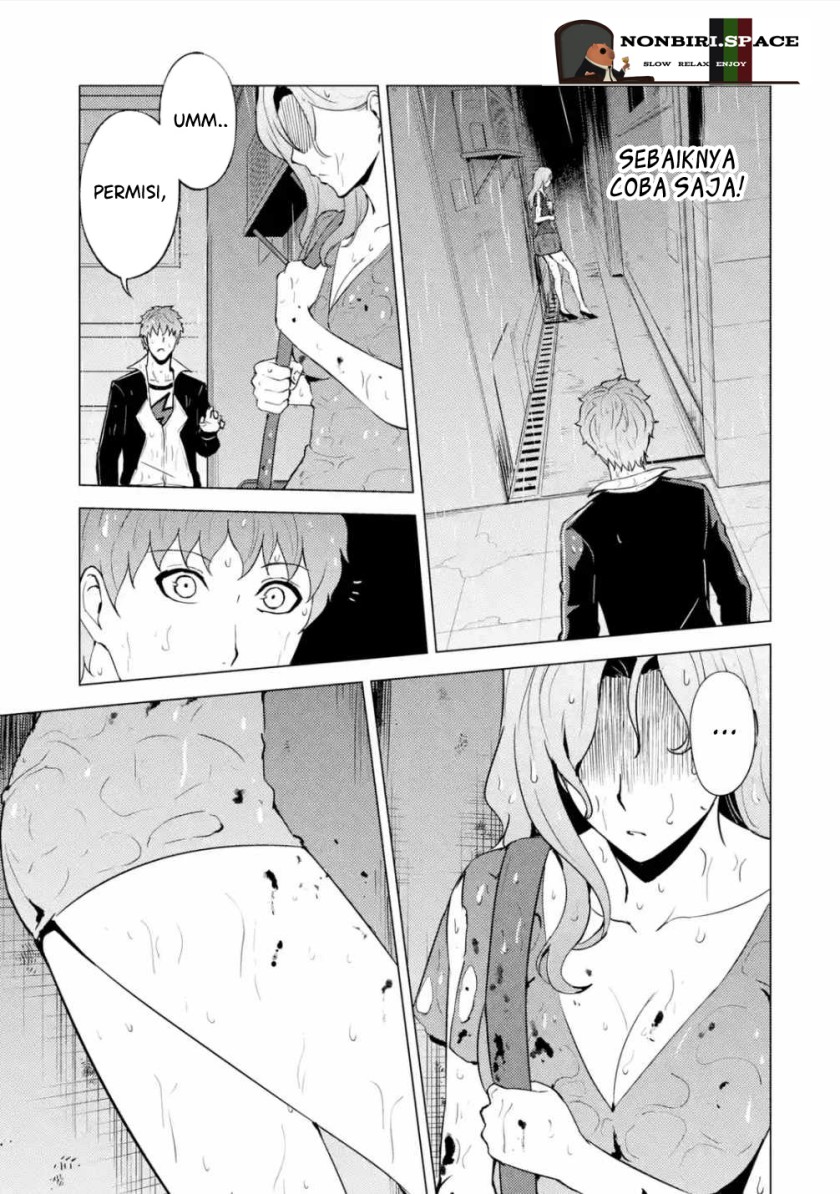 NONBIRI.SPACE
SLOW RELAX ENJOY
SEBAIKNYA
COBA SAJA!
UMM..
PERMISI,
...